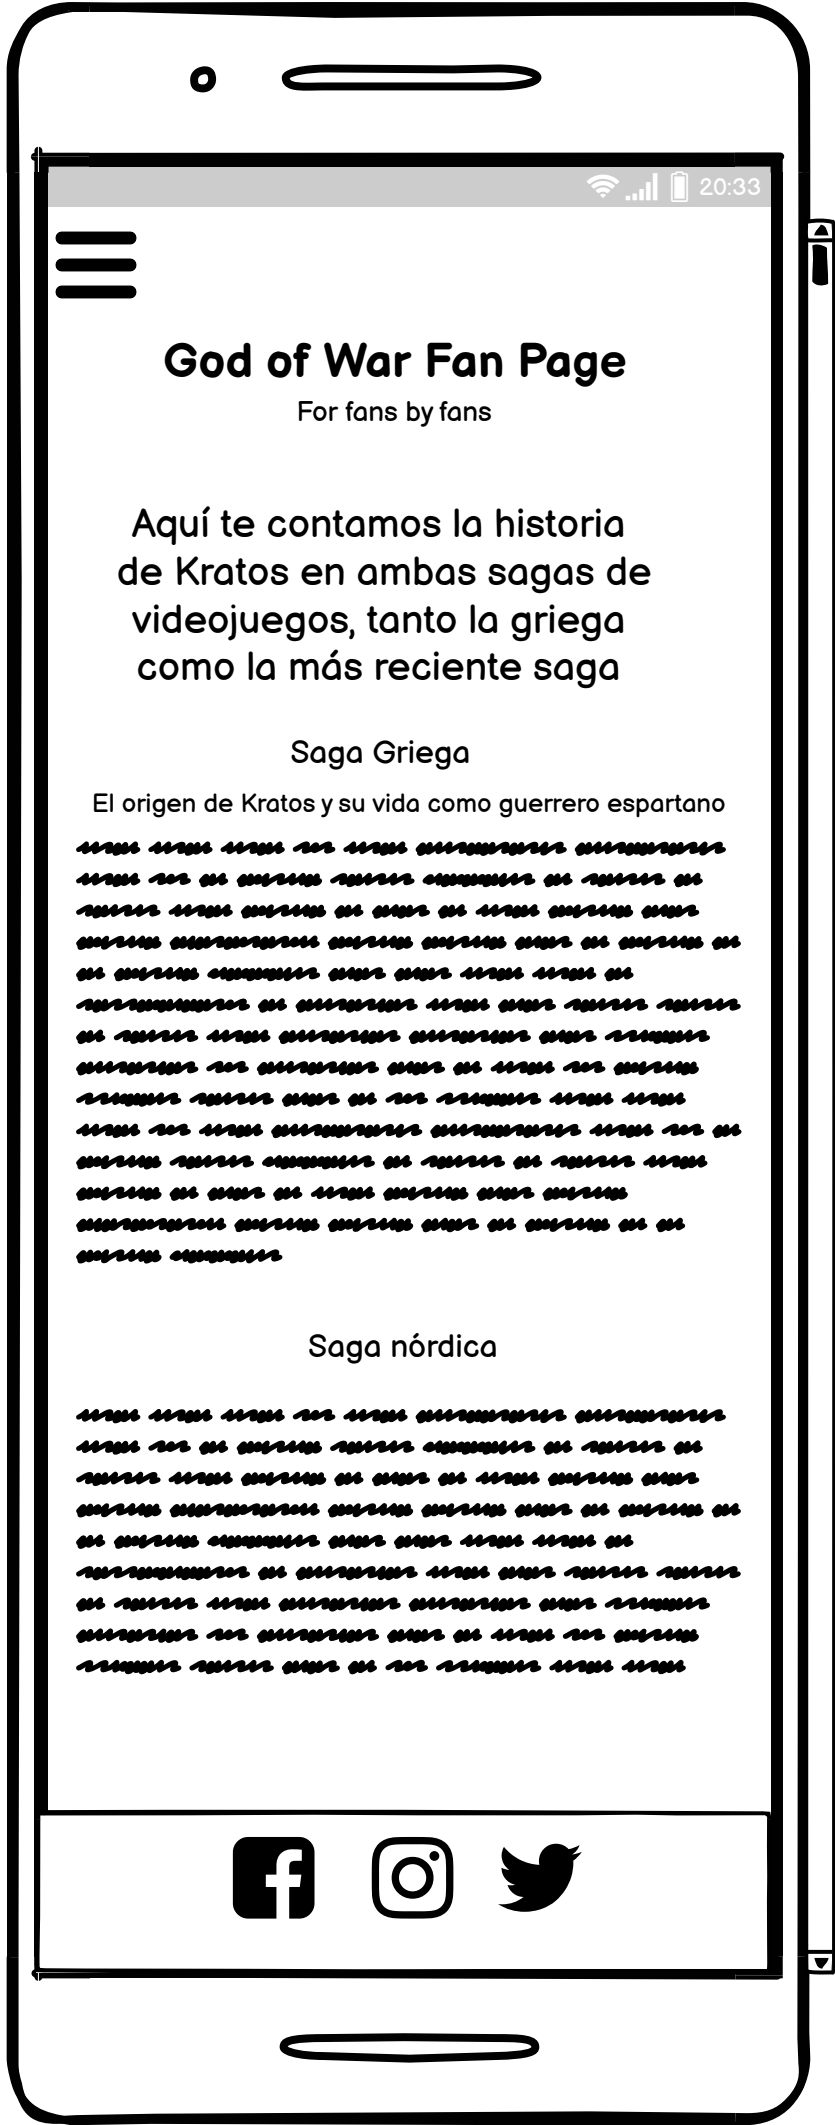 20:33
God of War Fan Page
For fans by fans
Aquí te contamos la historia
de Kratos en ambas sagas de
videojuegos, tanto la griega
como la más reciente saga
Saga Griega
El origen de Kratos y su vida como guerrero espartano
Saga nórdica